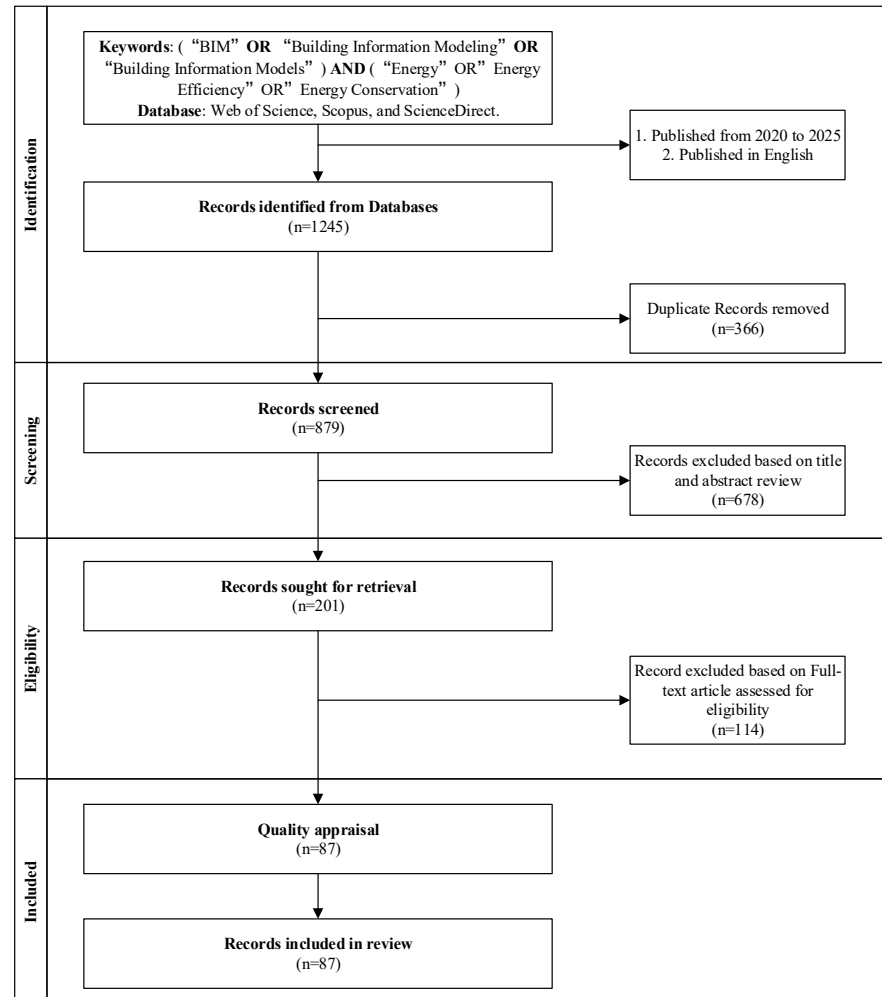 Identification
Keywords: ( “BIM” OR “Building Information Modeling” OR
“Building Information Models” ) AND ( “Energy” OR” Energy
Efficiency” OR” Energy Conservation” )
Database: Web of Science, Scopus, and ScienceDirect.
1. Published from 2020 to 2025
2. Published in English
Records identified from Databases
(n=1245)
Duplicate Records removed
(n=366)
Screening
Records screened
(n=879)
Records excluded based on title
and abstract review
(n=678)
Eligibility
Records sought for retrieval
(n=201)
Record excluded based on Full-
text article assessed for
eligibility
(n=114)
Included
Quality appraisal
(n=87)
Records included in review
(n=87)